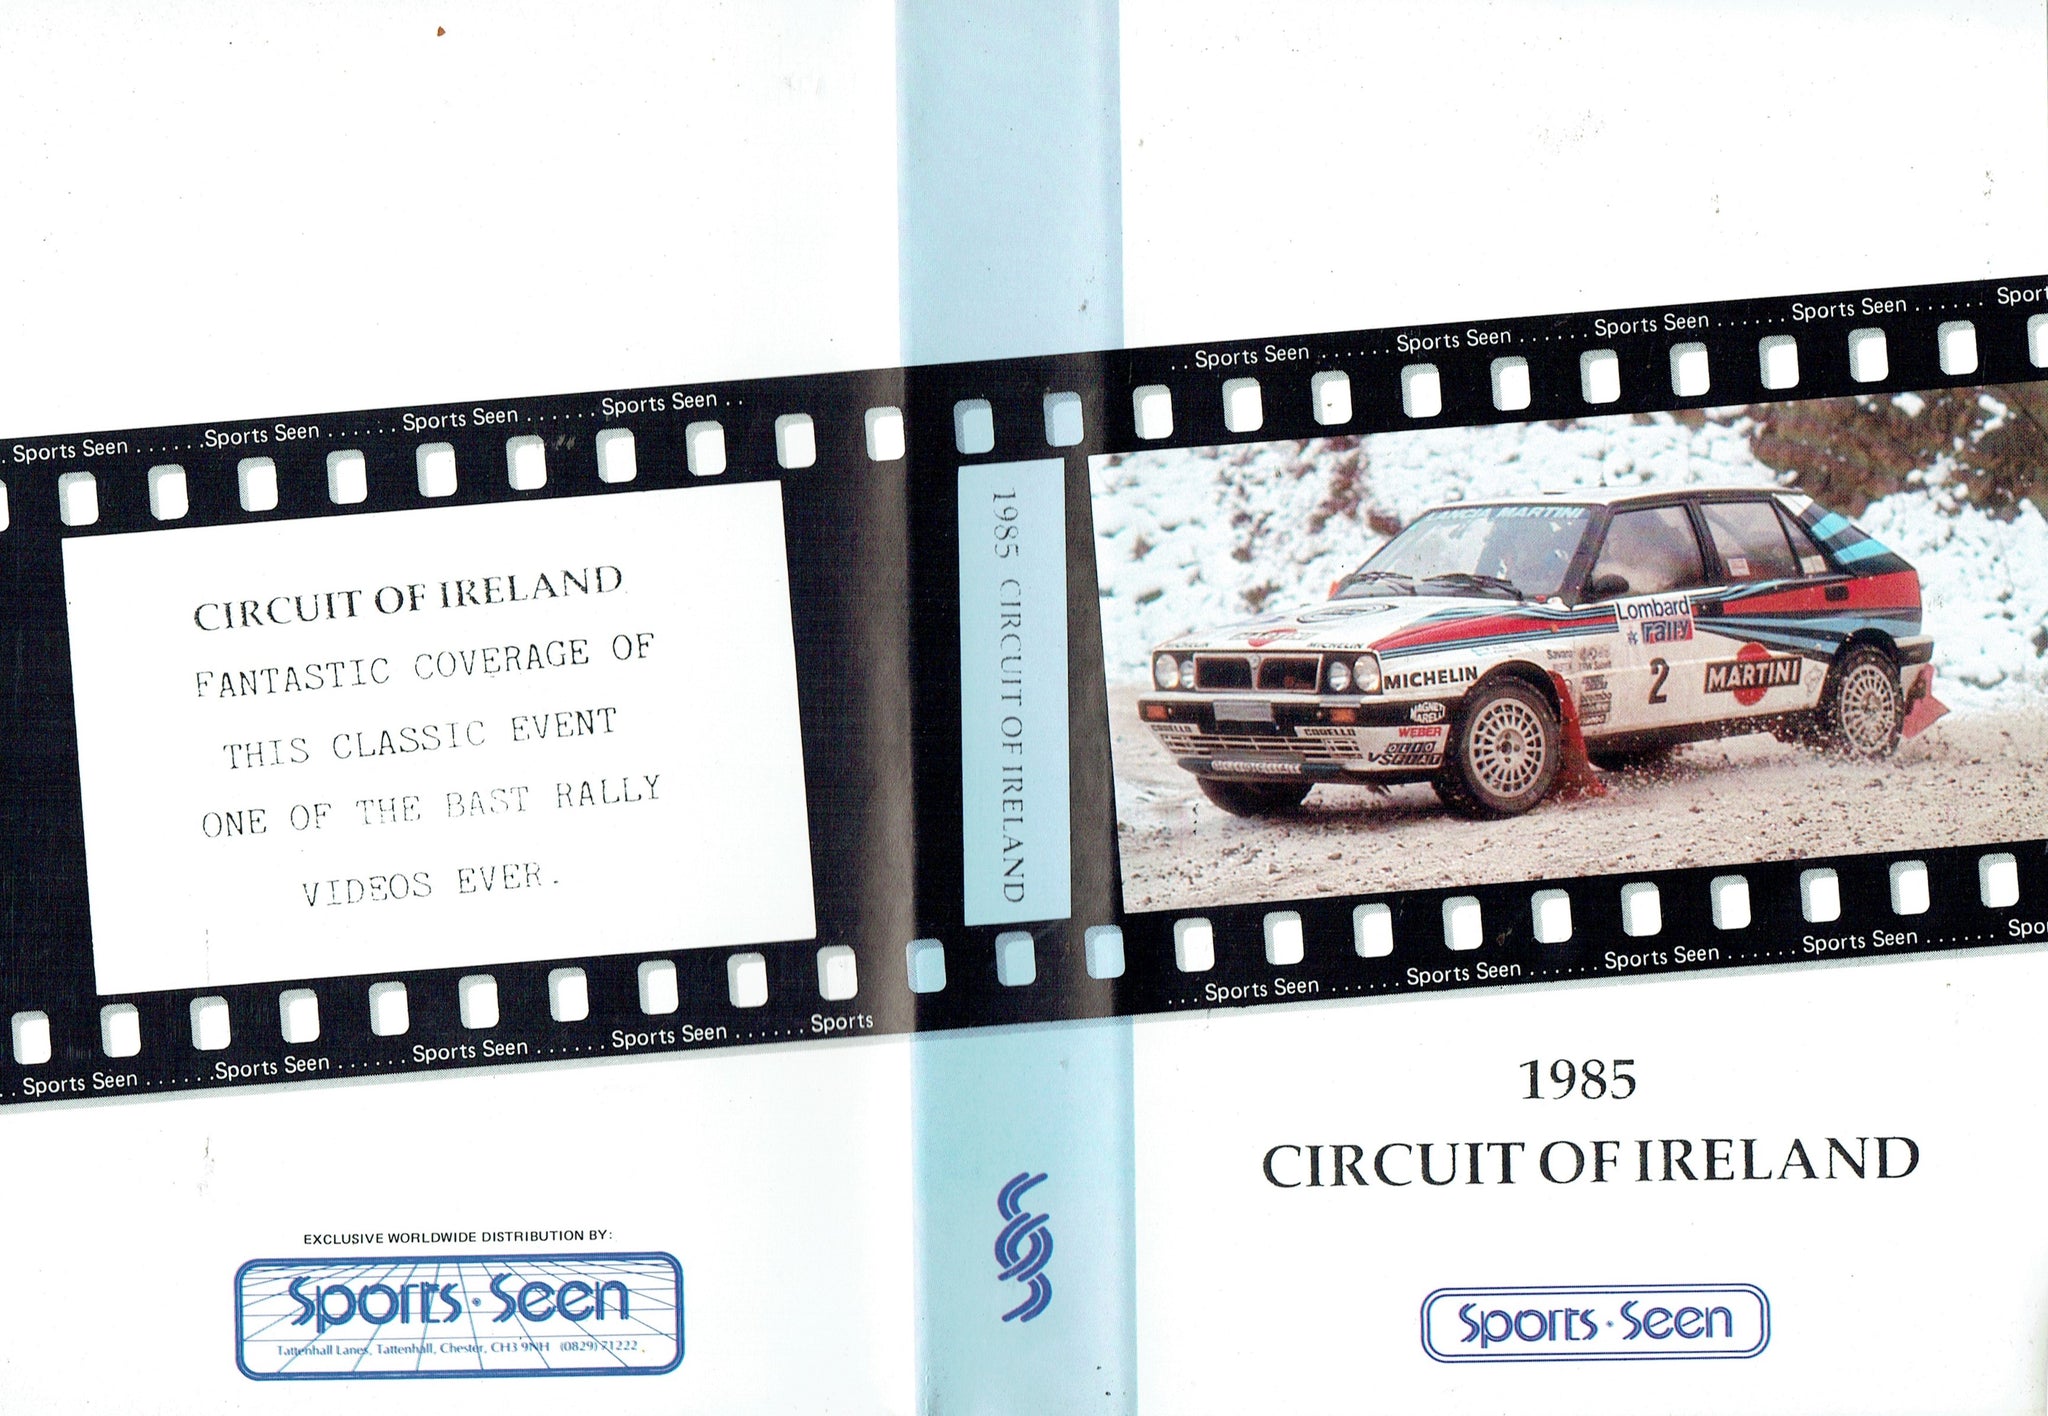 . Sports Seen . . . . . . Sports Seen . . . . . . Sports Seen . . . . . . Sports Seen . .
CIRCUIT OF IRELAND
FANTASTIC COVERAGE OF
THIS CLASSIC EVENT
ONE OF THE BAST RALLY
VIDEOS EVER.
. . Sports Seen . . . . . . Sports Seen . . . . . . Sports Seen . . . . . . Sports Seen . . . . . . Sports
EXCLUSIVE WORLDWIDE DISTRIBUTION BY:
Sports · Seen
Tattenhall Lanes, Tattenhall, Chester, CH3 9NH (0829) 71222
1985 CIRCUIT OF IRELAND
. . Sports Seen . . . . . . Sports Seen . . . . . . Sports Seen . . . . . . Sports Seen . . . . . . Sport
MARTINI
Lombard
rally
2
MARTINI
MICHELIN
MAGNETI
MARELLI
WEBER
OLIO
. . . Sports Seen . . . . . . Sports Seen . . . . . . Sports Seen . . . . . . Sports Seen . . . . . . Spo
1985
CIRCUIT OF IRELAND
Sports · Seen